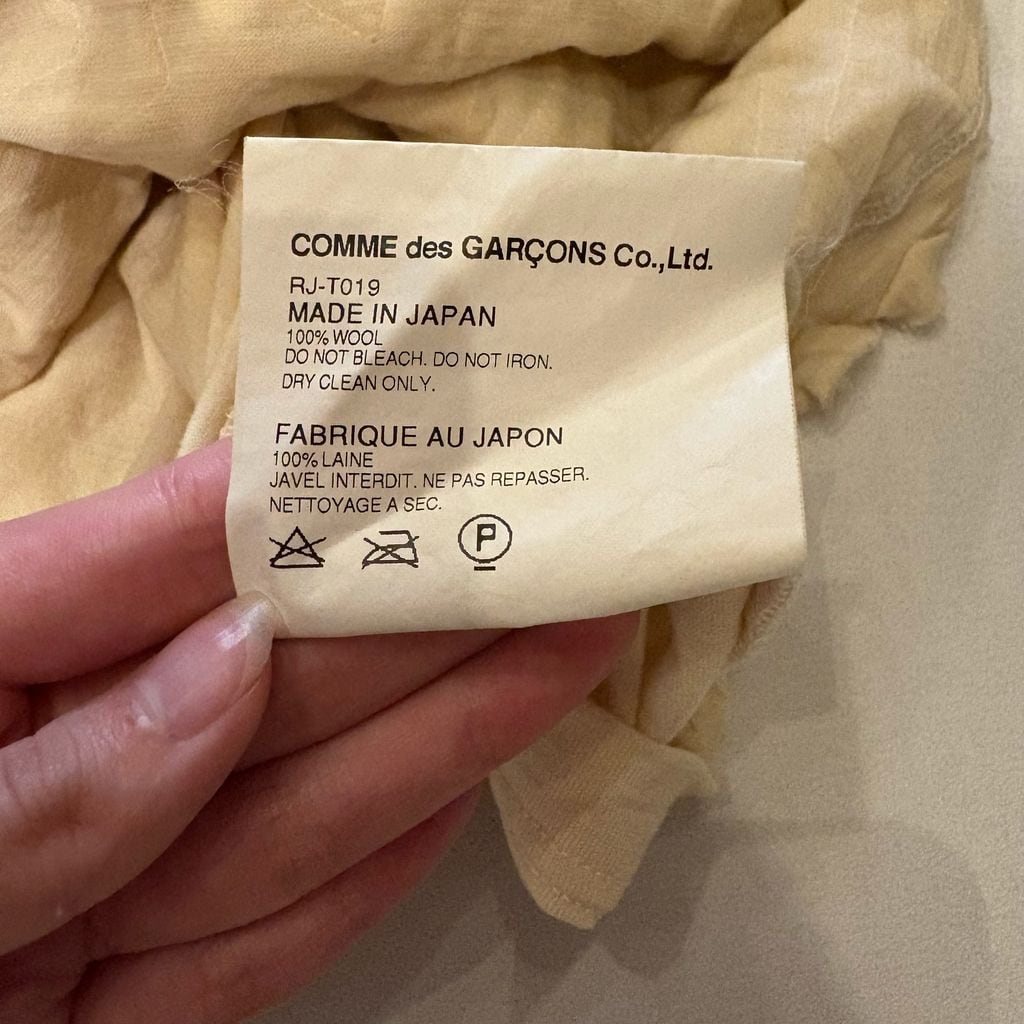 COMME des GARÇONS Co.,Ltd.
RJ-T019
MADE IN JAPAN
100% WOOL
DO NOT BLEACH. DO NOT IRON.
DRY CLEAN ONLY.
FABRIQUE AU JAPON
100% LAINE
JAVEL INTERDIT. NE PAS REPASSER.
NETTOYAGE A SEC.
P